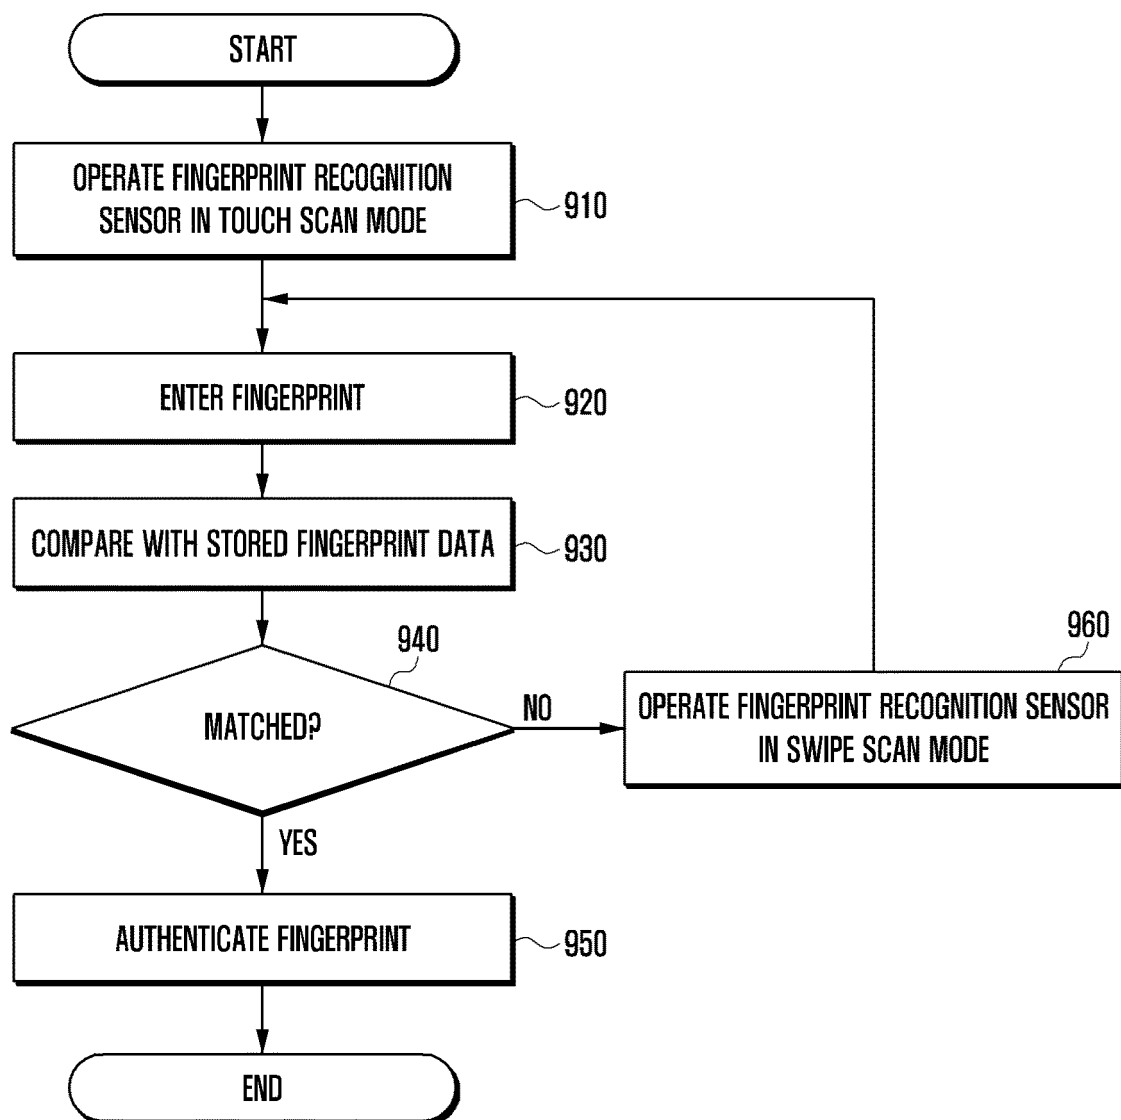 START
OPERATE FINGERPRINT RECOGNITION
SENSOR IN TOUCH SCAN MODE
910
ENTER FINGERPRINT
920
COMPARE WITH STORED FINGERPRINT DATA
930
940
MATCHED?
NO
960
OPERATE FINGERPRINT RECOGNITION SENSOR
IN SWIPE SCAN MODE
YES
AUTHENTICATE FINGERPRINT
950
END